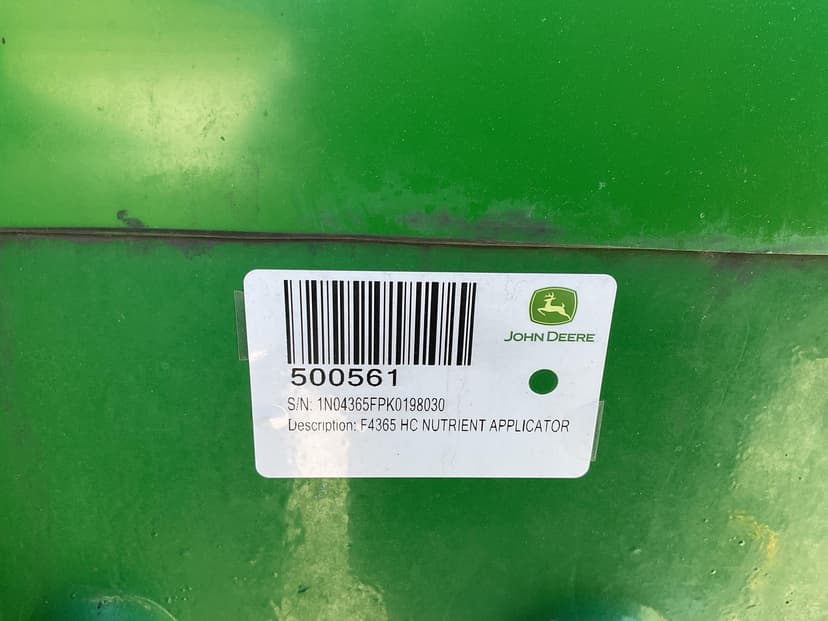 JOHN DEERE
500561
S/N: 1N04365FPK0198030
Description: F4365 HC NUTRIENT APPLICATOR